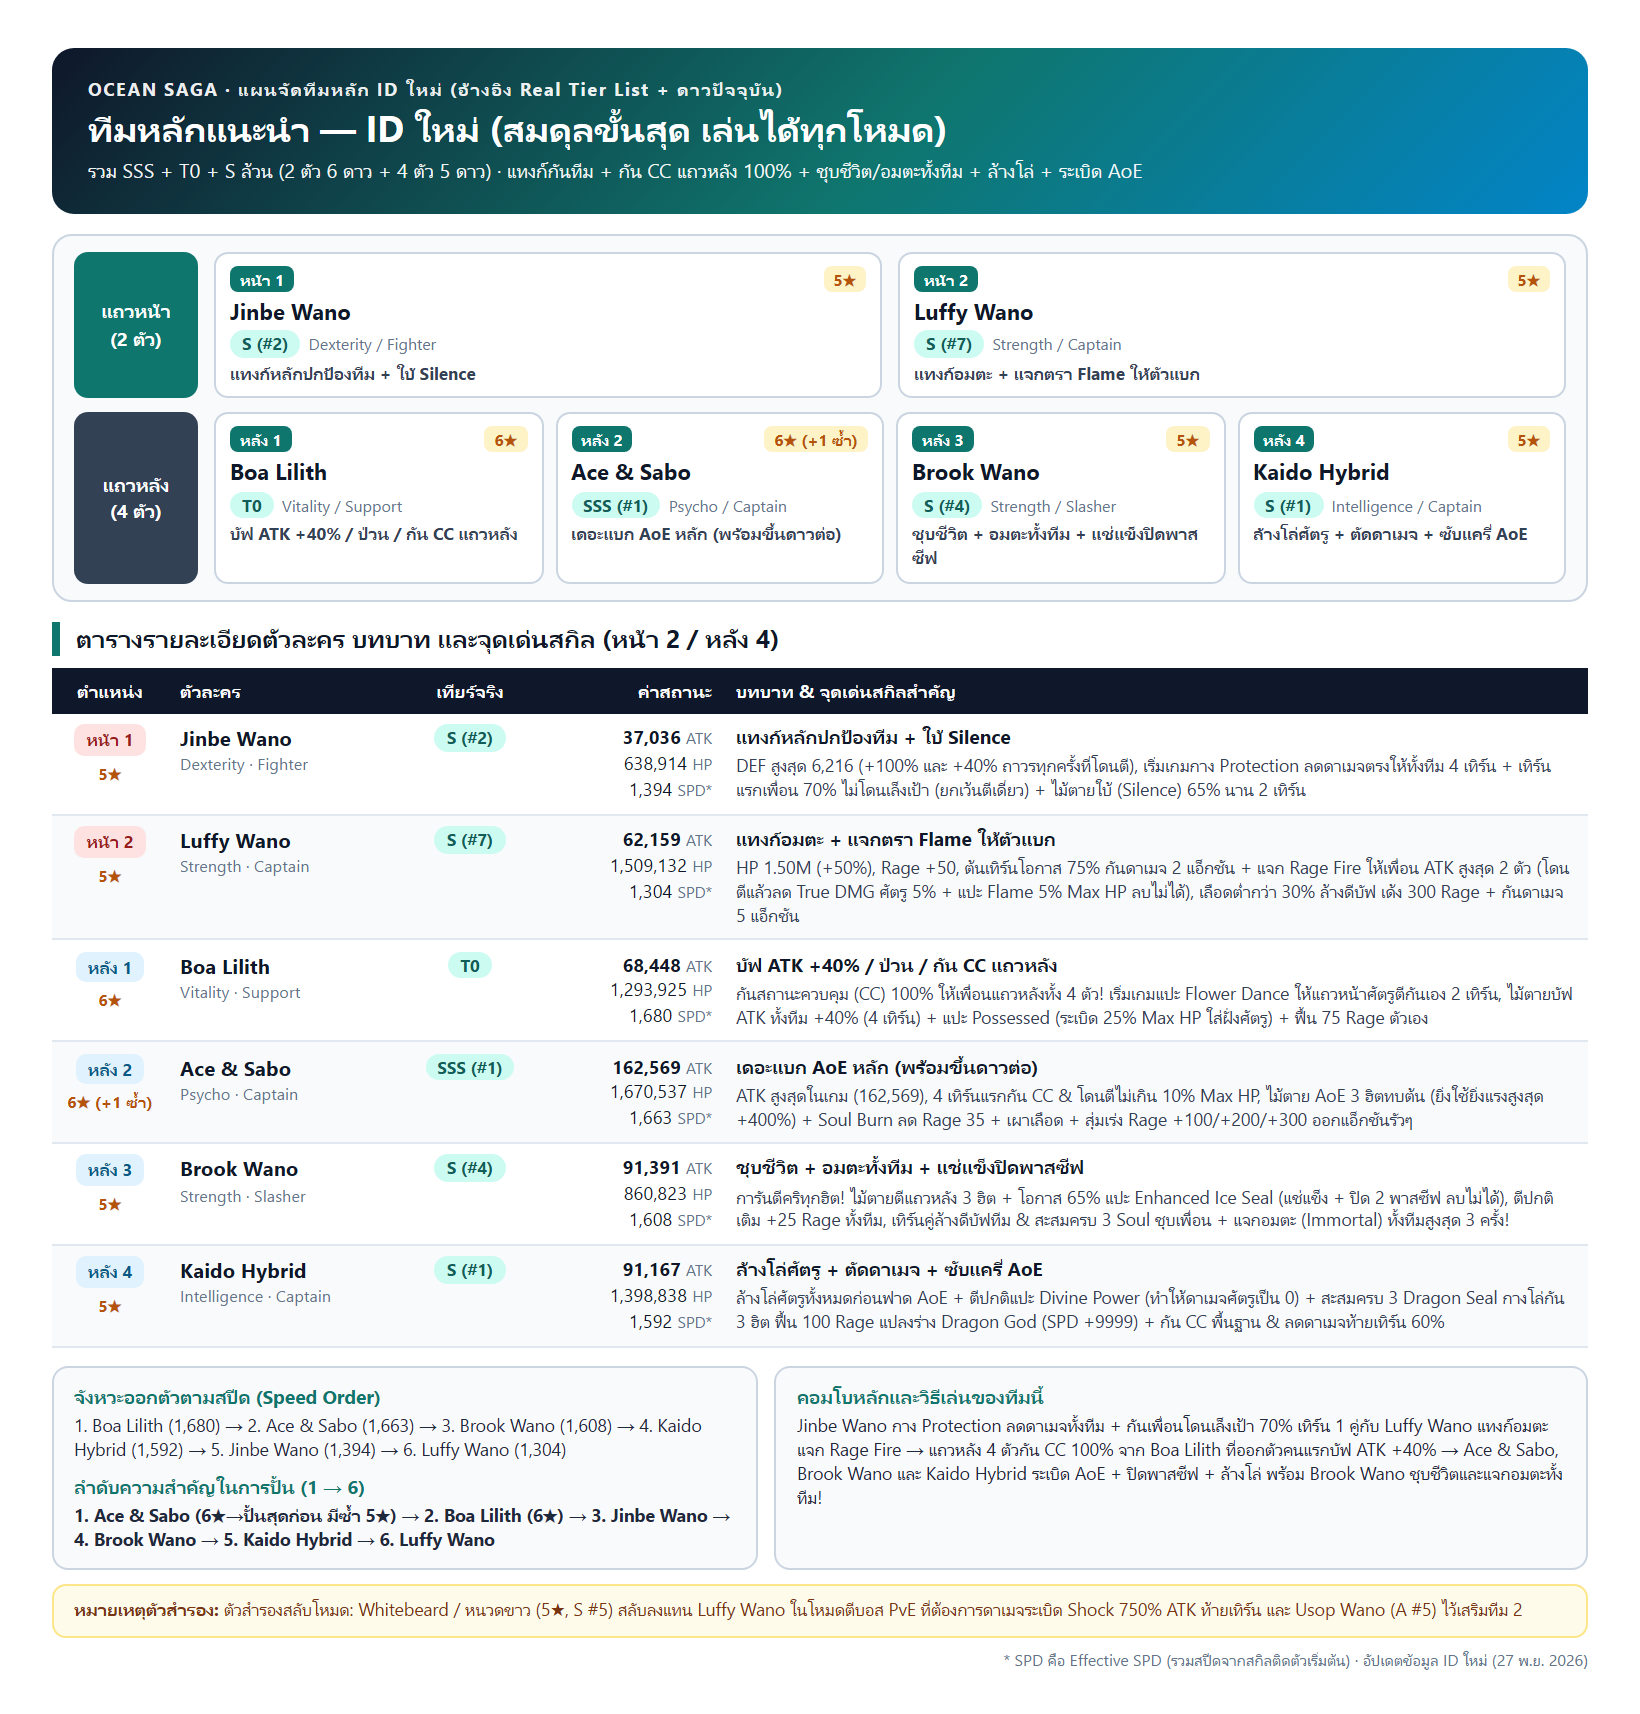 OCEAN SAGA · แผนจัดทีมหลัก ID ใหม่ (อ้างอิง Real Tier List + ดาวปัจจุบัน)
ทีมหลักแนะนำ — ID ใหม่ (สมดุลขั้นสุด เล่นได้ทุกโหมด)
รวม SSS + T0 + S ล้วน (2 ตัว 6 ดาว + 4 ตัว 5 ดาว) · แทงก์กันทีม + กัน CC แถวหลัง 100% + ชุบชีวิต/อมตะทั้งทีม + ล้างโล่ + ระเบิด AoE
แถวหน้า
(2 ตัว)
หน้า 1
5★
Jinbe Wano
S (#2) Dexterity / Fighter
แทงก์หลักปกป้องทีม + ใบ้ Silence
หน้า 2
5★
Luffy Wano
S (#7) Strength / Captain
แทงก์อมตะ + แจกตรา Flame ให้ตัวแบก
แถวหลัง
(4 ตัว)
หลัง 1
6★
Boa Lilith
T0 Vitality / Support
บัฟ ATK +40% / ป่วน / กัน CC แถวหลัง
หลัง 2
6★ (+1 ซ้ำ)
Ace & Sabo
SSS (#1) Psycho / Captain
เดอะแบก AoE หลัก (พร้อมขึ้นดาวต่อ)
หลัง 3
5★
Brook Wano
S (#4) Strength / Slasher
ชุบชีวิต + อมตะทั้งทีม + แช่แข็งปิดพาส
ซีฟ
หลัง 4
5★
Kaido Hybrid
S (#1) Intelligence / Captain
ล้างโล่ศัตรู + ตัดดาเมจ + ซับแครี่ AoE
ตารางรายละเอียดตัวละคร บทบาท และจุดเด่นสกิล (หน้า 2 / หลัง 4)
ตำแหน่ง ตัวละคร เทียร์จริง ค่าสถานะ บทบาท & จุดเด่นสกิลสำคัญ
หน้า 1
5★
Jinbe Wano
Dexterity · Fighter
S (#2)
37,036 ATK
638,914 HP
1,394 SPD*
แทงก์หลักปกป้องทีม + ใบ้ Silence
DEF สูงสุด 6,216 (+100% และ +40% ถาวรทุกครั้งที่โดนตี), เริ่มเกมกาง Protection ลดดาเมจตรงให้ทั้งทีม 4 เทิร์น + เทิร์น
แรกเพื่อน 70% ไม่โดนเล็งเป้า (ยกเว้นตีเดี่ยว) + ไม้ตายใบ้ (Silence) 65% นาน 2 เทิร์น
หน้า 2
5★
Luffy Wano
Strength · Captain
S (#7)
62,159 ATK
1,509,132 HP
1,304 SPD*
แทงก์อมตะ + แจกตรา Flame ให้ตัวแบก
HP 1.50M (+50%), Rage +50, ต้นเทิร์นโอกาส 75% กันดาเมจ 2 แอ็กชัน + แจก Rage Fire ให้เพื่อน ATK สูงสุด 2 ตัว (โดน
ตีแล้วลด True DMG ศัตรู 5% + แปะ Flame 5% Max HP ลบไม่ได้), เลือดต่ำกว่า 30% ล้างดีบัฟ เด้ง 300 Rage + กันดาเมจ
5 แอ็กชัน
หลัง 1
6★
Boa Lilith
Vitality · Support
T0
68,448 ATK
1,293,925 HP
1,680 SPD*
บัฟ ATK +40% / ป่วน / กัน CC แถวหลัง
กันสถานะควบคุม (CC) 100% ให้เพื่อนแถวหลังทั้ง 4 ตัว! เริ่มเกมแปะ Flower Dance ให้แถวหน้าศัตรูตีกันเอง 2 เทิร์น, ไม้ตายบัฟ
ATK ทั้งทีม +40% (4 เทิร์น) + แปะ Possessed (ระเบิด 25% Max HP ใส่ฝั่งศัตรู) + ฟื้น 75 Rage ตัวเอง
หลัง 2
6★ (+1 ซ้ำ)
Ace & Sabo
Psycho · Captain
SSS (#1)
162,569 ATK
1,670,537 HP
1,663 SPD*
เดอะแบก AoE หลัก (พร้อมขึ้นดาวต่อ)
ATK สูงสุดในเกม (162,569), 4 เทิร์นแรกกัน CC & โดนตีไม่เกิน 10% Max HP, ไม้ตาย AoE 3 ฮิตทบต้น (ยิ่งใช้ยิ่งแรงสูงสุด
+400%) + Soul Burn ลด Rage 35 + เผาเลือด + สุ่มเร่ง Rage +100/+200/+300 ออกแอ็กชันรัวๆ
หลัง 3
5★
Brook Wano
Strength · Slasher
S (#4)
91,391 ATK
860,823 HP
1,608 SPD*
ชุบชีวิต + อมตะทั้งทีม + แช่แข็งปิดพาสซีฟ
การันตีคริทุกฮิต! ไม้ตายตีแถวหลัง 3 ฮิต + โอกาส 65% แปะ Enhanced Ice Seal (แช่แข็ง + ปิด 2 พาสซีฟ ลบไม่ได้), ตีปกติ
เติม +25 Rage ทั้งทีม, เทิร์นคู่ล้างดีบัฟทีม & สะสมครบ 3 Soul ชุบเพื่อน + แจกอมตะ (Immortal) ทั้งทีมสูงสุด 3 ครั้ง!
หลัง 4
5★
Kaido Hybrid
Intelligence · Captain
S (#1)
91,167 ATK
1,398,838 HP
1,592 SPD*
ล้างโล่ศัตรู + ตัดดาเมจ + ซับแครี่ AoE
ล้างโล่ศัตรูทั้งหมดก่อนฟาด AoE + ตีปกติแปะ Divine Power (ทำให้ดาเมจศัตรูเป็น 0) + สะสมครบ 3 Dragon Seal กางโล่กัน
3 ฮิต ฟื้น 100 Rage แปลงร่าง Dragon God (SPD +9999) + กัน CC พื้นฐาน & ลดดาเมจท้ายเทิร์น 60%
จังหวะออกตัวตามสปีด (Speed Order)
1. Boa Lilith (1,680) → 2. Ace & Sabo (1,663) → 3. Brook Wano (1,608) → 4. Kaido
Hybrid (1,592) → 5. Jinbe Wano (1,394) → 6. Luffy Wano (1,304)
ลำดับความสำคัญในการปั้น (1 → 6)
1. Ace & Sabo (6★→ปั้นสุดก่อน มีซ้ำ 5★) → 2. Boa Lilith (6★) → 3. Jinbe Wano →
4. Brook Wano → 5. Kaido Hybrid → 6. Luffy Wano
คอมโบหลักและวิธีเล่นของทีมนี้
Jinbe Wano กาง Protection ลดดาเมจทั้งทีม + กันเพื่อนโดนเล็งเป้า 70% เทิร์น 1 คู่กับ Luffy Wano แทงก์อมตะ
แจก Rage Fire → แถวหลัง 4 ตัวกัน CC 100% จาก Boa Lilith ที่ออกตัวคนแรกบัฟ ATK +40% → Ace & Sabo,
Brook Wano และ Kaido Hybrid ระเบิด AoE + ปิดพาสซีฟ + ล้างโล่ พร้อม Brook Wano ชุบชีวิตและแจกอมตะทั้ง
ทีม!
หมายเหตุตัวสำรอง: ตัวสำรองสลับโหมด: Whitebeard / หนวดขาว (5★, S #5) สลับลงแทน Luffy Wano ในโหมดตีบอส PvE ที่ต้องการดาเมจระเบิด Shock 750% ATK ท้ายเทิร์น และ Usop Wano (A #5) ไว้เสริมทีม 2
* SPD คือ Effective SPD (รวมสปีดจากสกิลติดตัวเริ่มต้น) · อัปเดตข้อมูล ID ใหม่ (27 พ.ย. 2026)